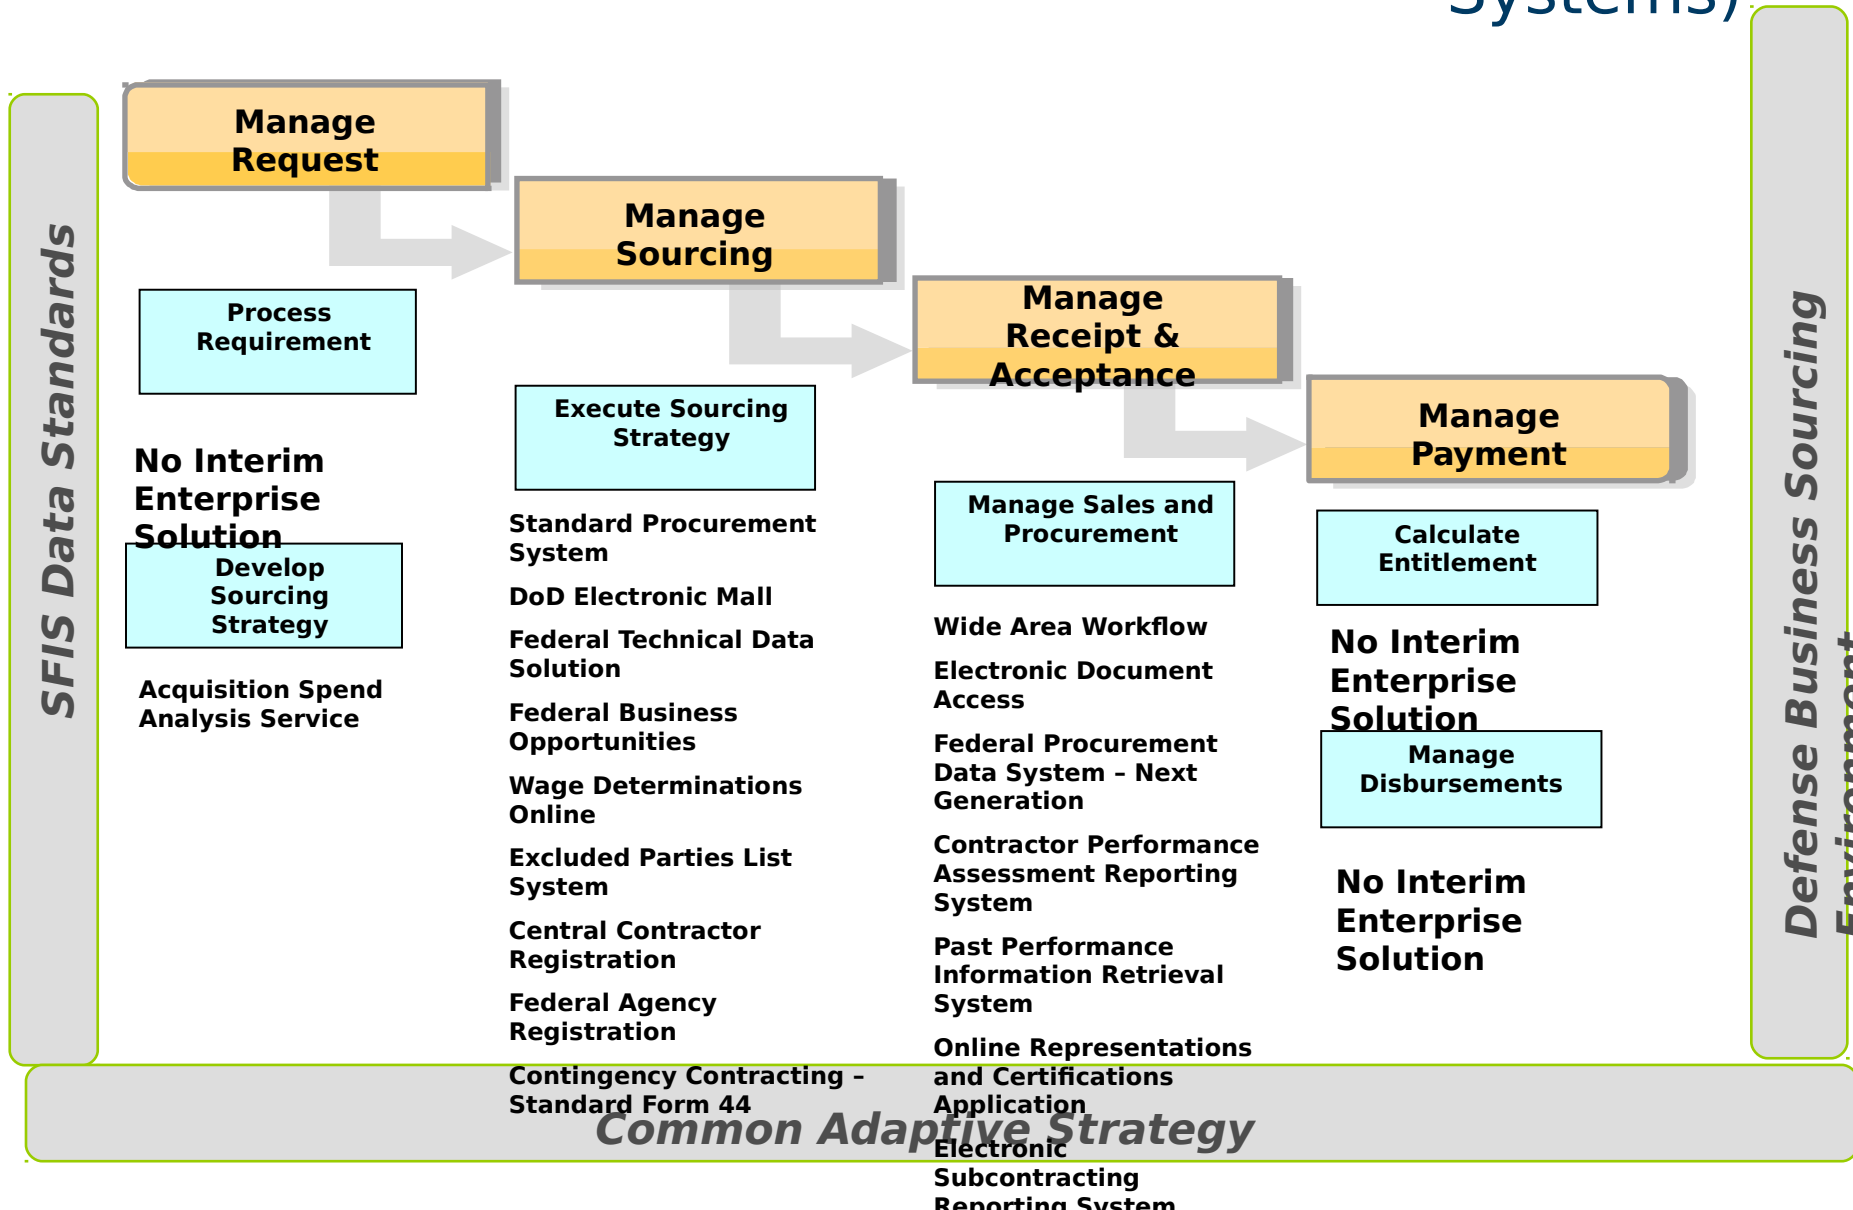 Systems)
SFIS Data Standards
Manage
Request
Process
Requirement
No Interim
Enterprise
Solution
Develop
Sourcing
Strategy
Acquisition Spend
Analysis Service
Manage
Sourcing
Execute Sourcing
Strategy
Standard Procurement
System
DoD Electronic Mall
Federal Technical Data
Solution
Federal Business
Opportunities
Wage Determinations
Online
Excluded Parties List
System
Central Contractor
Registration
Federal Agency
Registration
Contingency Contracting –
Standard Form 44
Manage
Receipt &
Acceptance
Manage Sales and
Procurement
Wide Area Workflow
Electronic Document
Access
Federal Procurement
Data System – Next
Generation
Contractor Performance
Assessment Reporting
System
Past Performance
Information Retrieval
System
Online Representations
and Certifications
Application
Electronic
Subcontracting
Reporting System
Manage
Payment
Calculate
Entitlement
No Interim
Enterprise
Solution
Manage
Disbursements
No Interim
Enterprise
Solution
Defense Business Sourcing
Environment
Common Adaptive Strategy